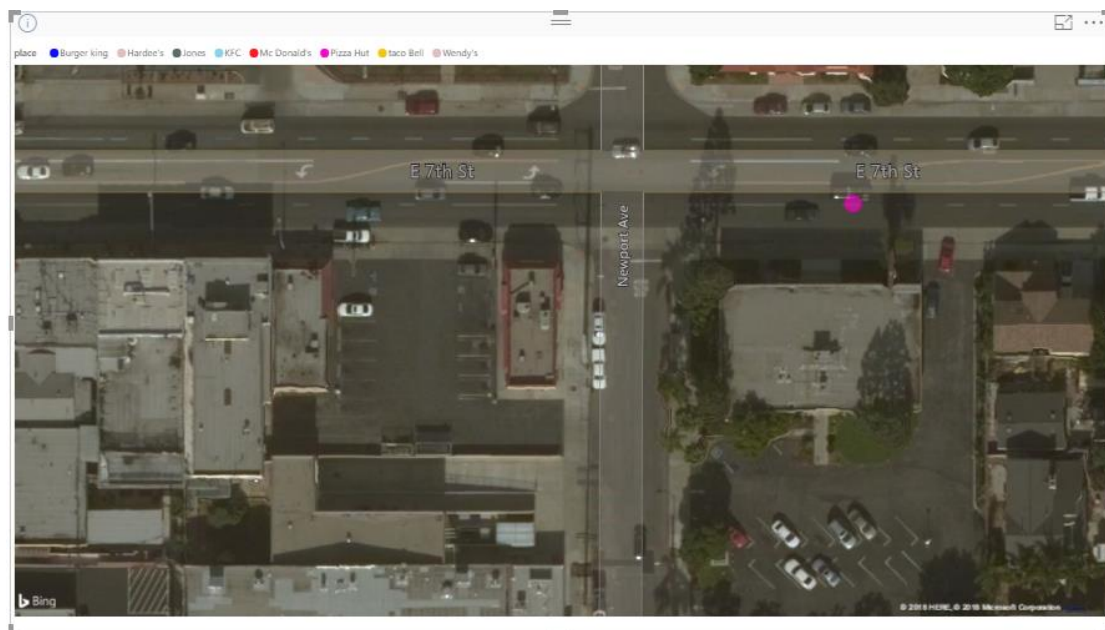 place Burger king Hardee's Jones KFC Mc Donald's Pizza Hut taco Bell Wendy's
E 7th St E 7th St
Newport Ave
Bing © 2018 HERE, © 2018 Microsoft Corporation